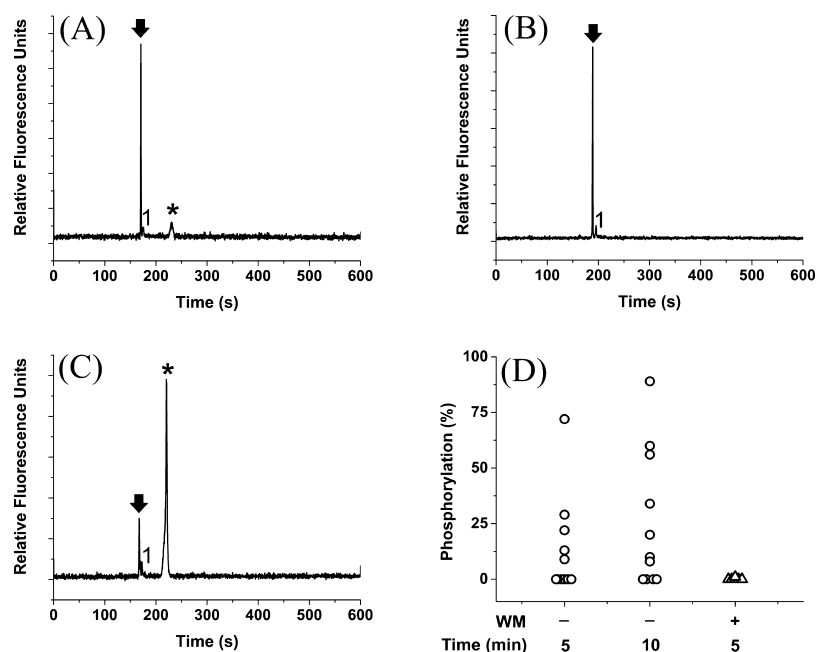 (A)
Relative Fluorescence Units
1
*
0 100 200 300 400 500 600
Time (s)
(B)
Relative Fluorescence Units
1
0 100 200 300 400 500 600
Time (s)
(C)
Relative Fluorescence Units
*
1
0 100 200 300 400 500 600
Time (s)
(D)
Phosphorylation (%)
100
75
50
25
0
WM − − +
Time (min) 5 10 5